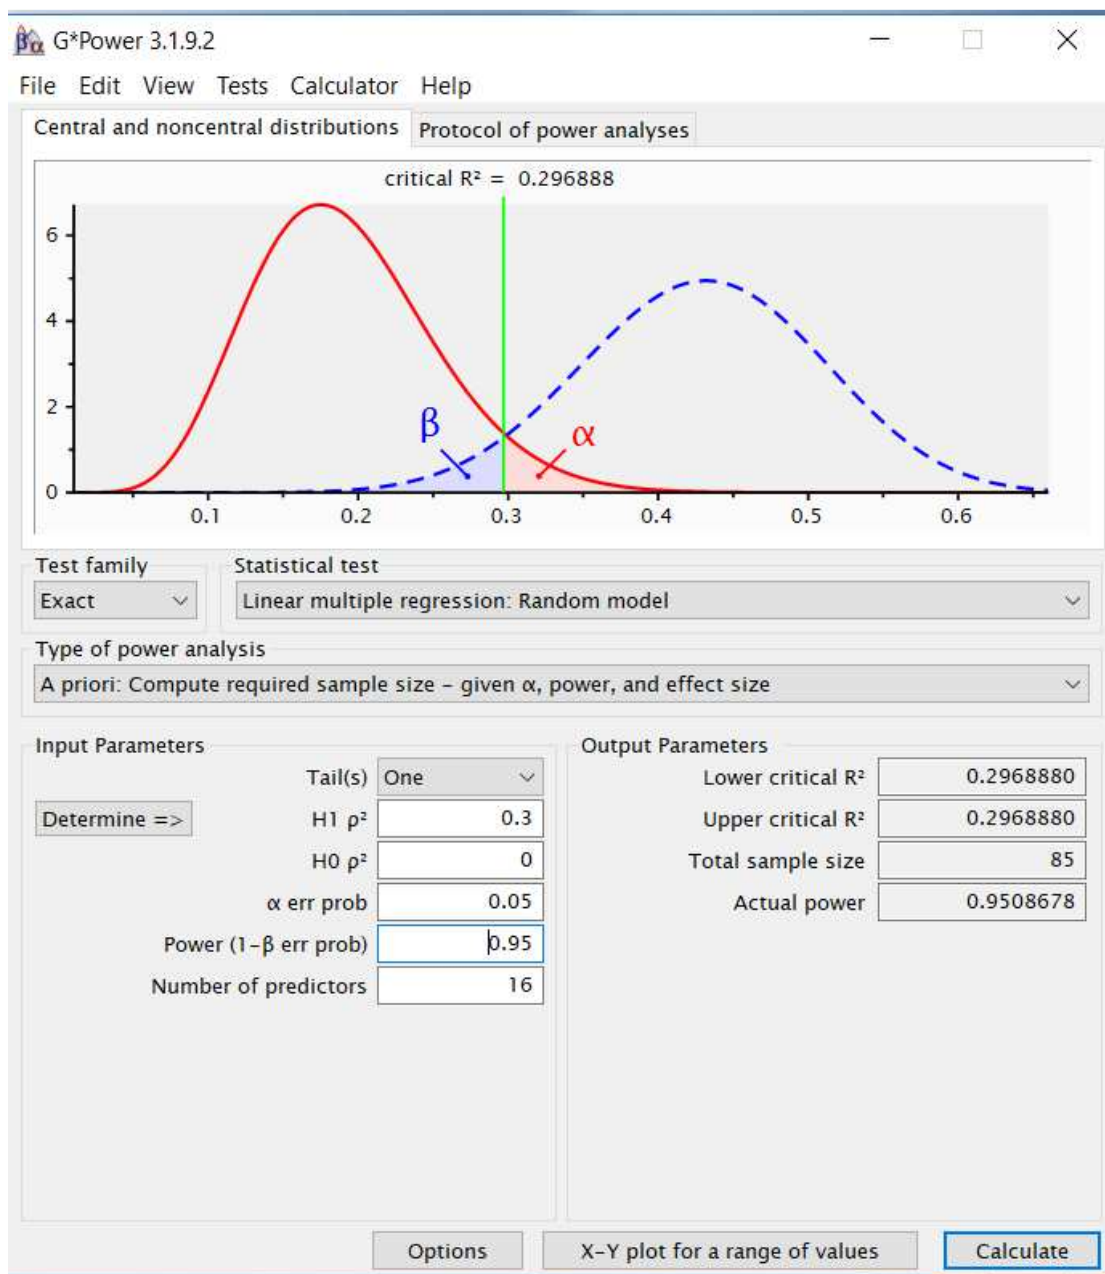 G*Power 3.1.9.2
File Edit View Tests Calculator Help
Central and noncentral distributions Protocol of power analyses
critical R² = 0.296888
6
4
2
0
β
α
0.1 0.2 0.3 0.4 0.5 0.6
Test family Statistical test
Exact Linear multiple regression: Random model
Type of power analysis
A priori: Compute required sample size – given α, power, and effect size
Input Parameters Output Parameters
Tail(s) One Lower critical R² 0.2968880
Determine => H1 ρ² 0.3 Upper critical R² 0.2968880
H0 ρ² 0 Total sample size 85
α err prob 0.05 Actual power 0.9508678
Power (1-β err prob) 0.95
Number of predictors 16
Options X-Y plot for a range of values Calculate